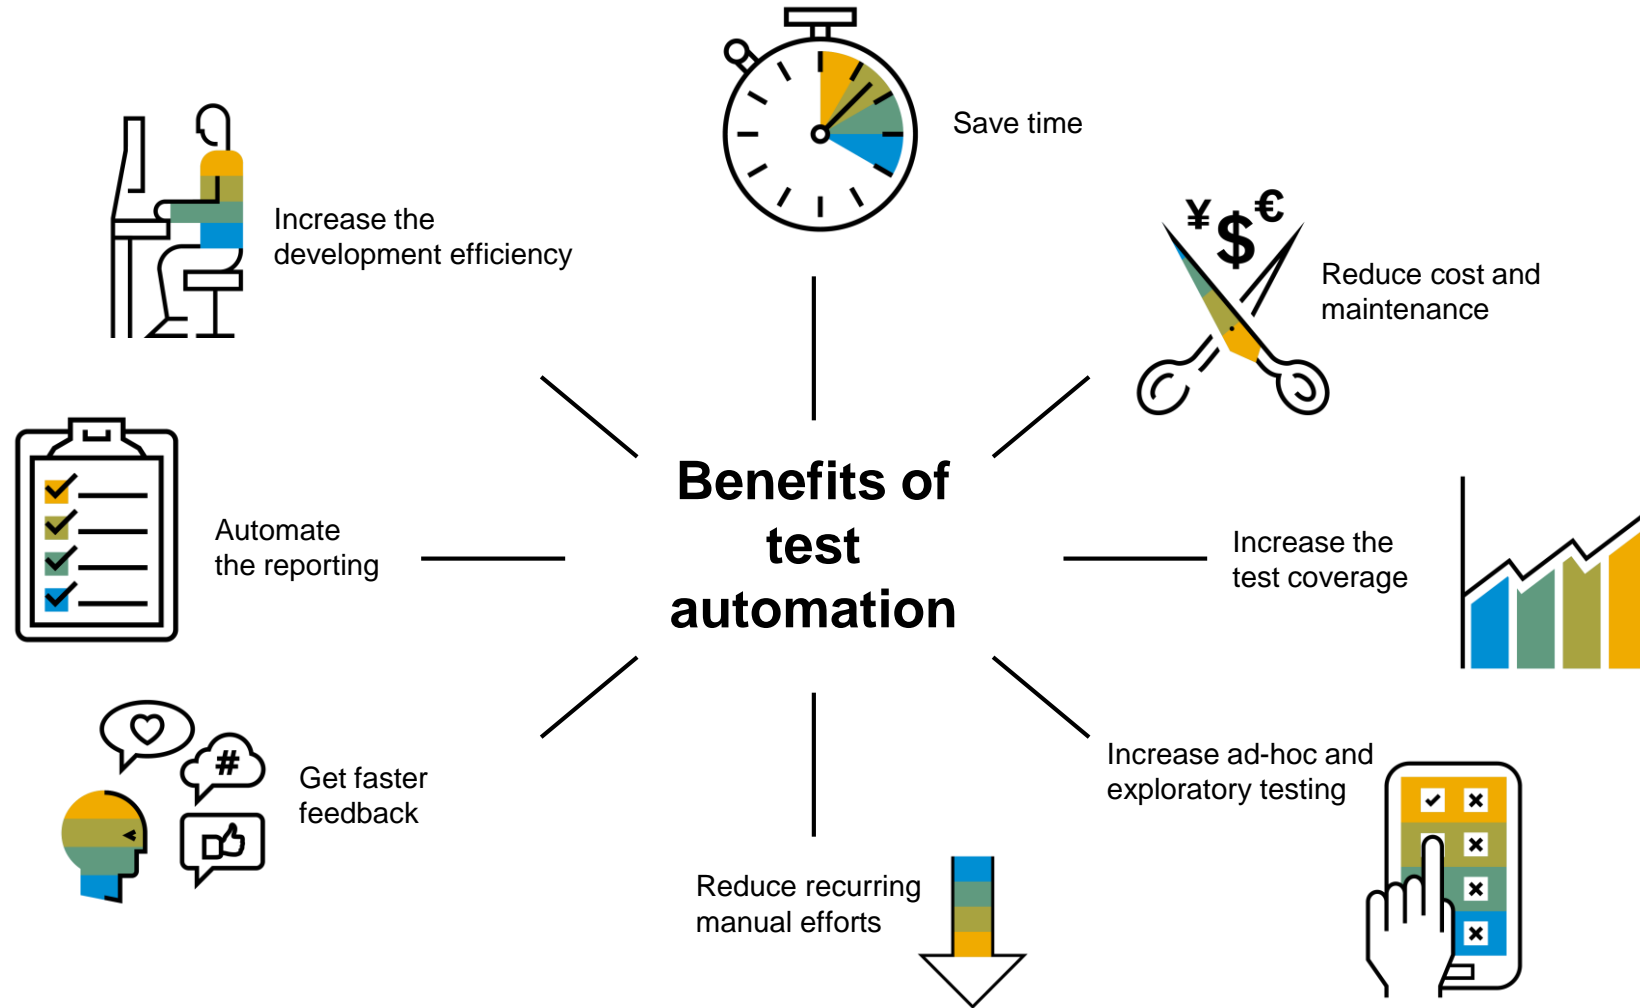 Save time
Increase the
development efficiency
¥$€
Reduce cost and
maintenance
Benefits of
test
automation
Automate
the reporting
Increase the
test coverage
#
Get faster
feedback
Increase ad-hoc and
exploratory testing
Reduce recurring
manual efforts